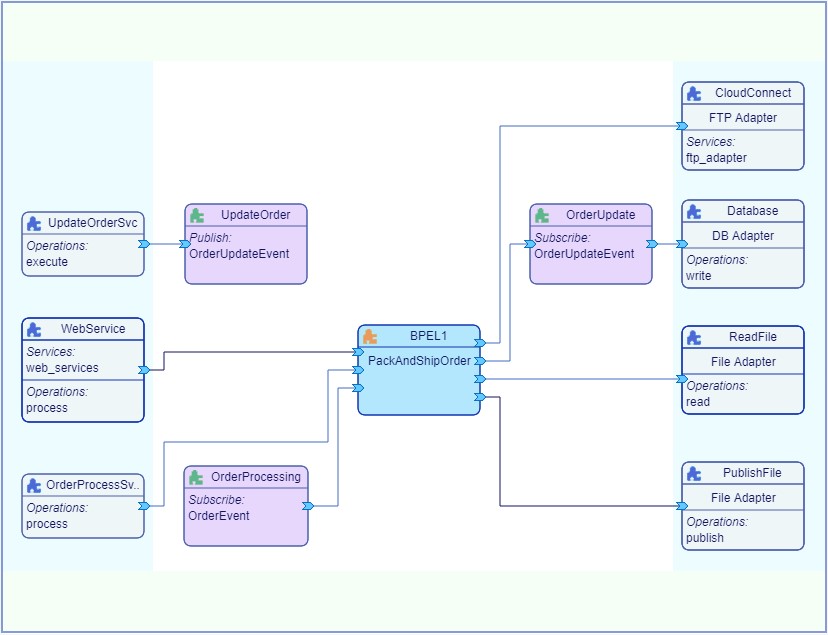 UpdateOrderSvc
Operations:
execute
WebService
Services:
web_services
Operations:
process
OrderProcessSv..
Operations:
process
UpdateOrder
Publish:
OrderUpdateEvent
OrderProcessing
Subscribe:
OrderEvent
BPEL1
PackAndShipOrder
OrderUpdate
Subscribe:
OrderUpdateEvent
CloudConnect
FTP Adapter
Services:
ftp_adapter
Database
DB Adapter
Operations:
write
ReadFile
File Adapter
Operations:
read
PublishFile
File Adapter
Operations:
publish